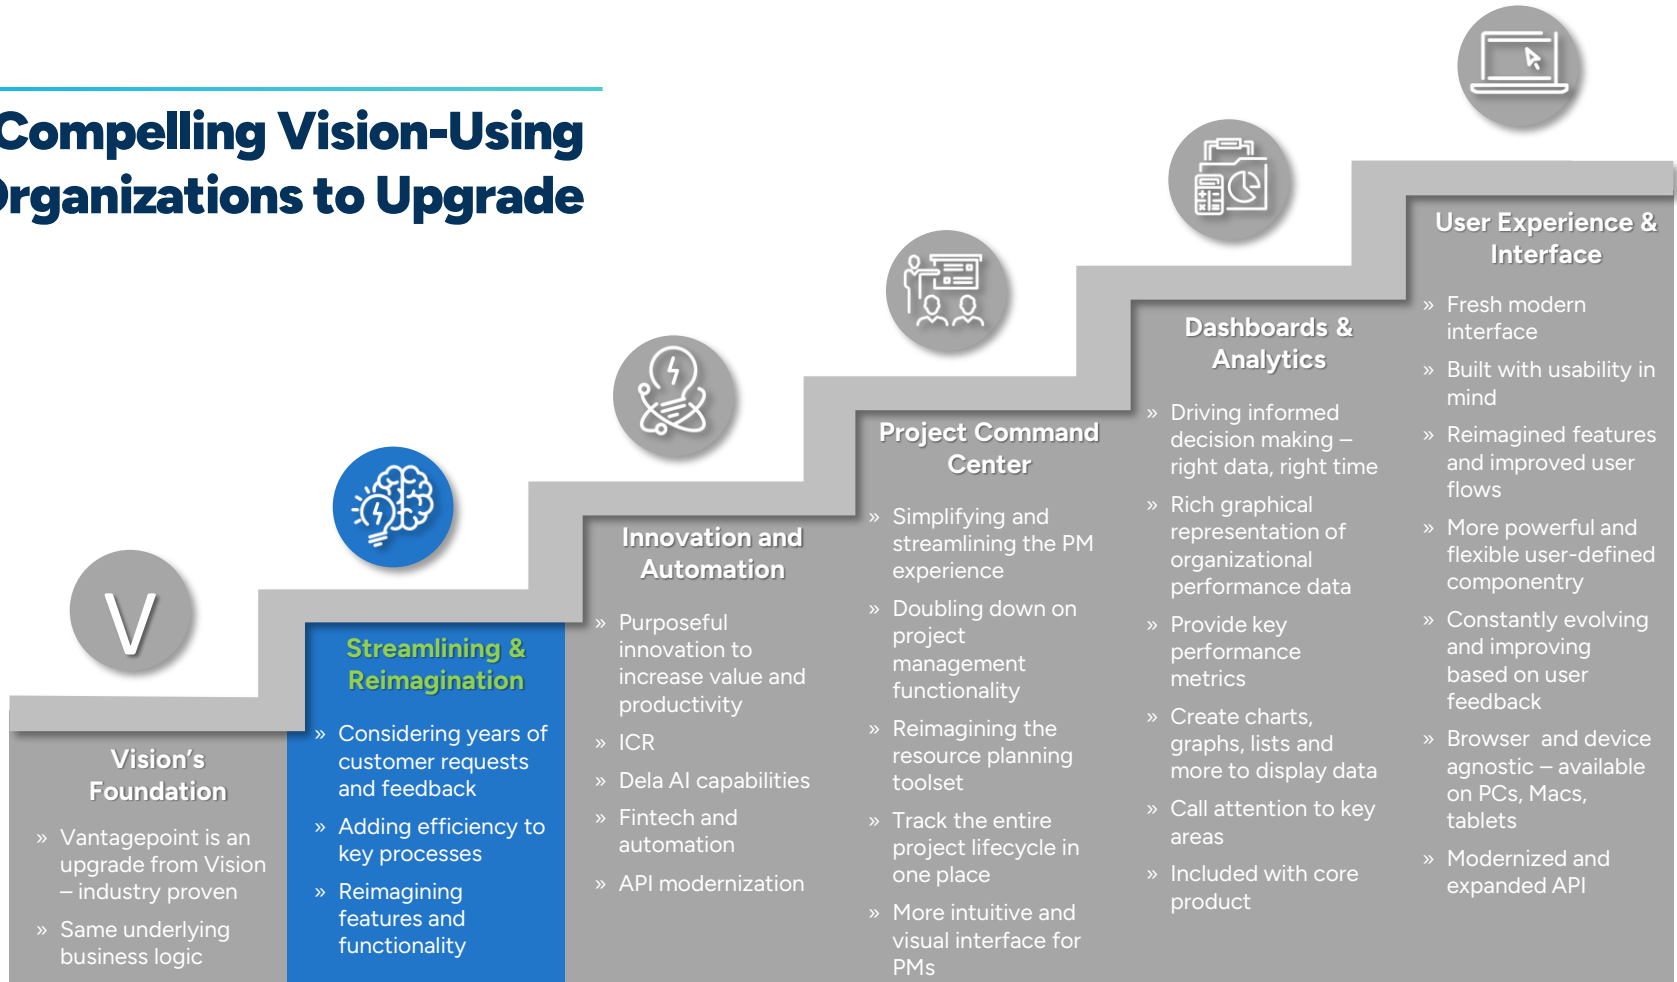 Compelling Vision-Using
Organizations to Upgrade
V
Vision's
Foundation
» Vantagepoint is an
upgrade from Vision
– industry proven
» Same underlying
business logic
Streamlining &
Reimagination
» Considering years of
customer requests
and feedback
» Adding efficiency to
key processes
» Reimagining
features and
functionality
Innovation and
Automation
» Purposeful
innovation to
increase value and
productivity
» ICR
» Dela AI capabilities
» Fintech and
automation
» API modernization
Project Command
Center
» Simplifying and
streamlining the PM
experience
» Doubling down on
project
management
functionality
» Reimagining the
resource planning
toolset
» Track the entire
project lifecycle in
one place
» More intuitive and
visual interface for
PMs
Dashboards &
Analytics
» Driving informed
decision making –
right data, right time
» Rich graphical
representation of
organizational
performance data
» Provide key
performance
metrics
» Create charts,
graphs, lists and
more to display data
» Call attention to key
areas
» Included with core
product
User Experience &
Interface
» Fresh modern
interface
» Built with usability in
mind
» Reimagined features
and improved user
flows
» More powerful and
flexible user-defined
componentry
» Constantly evolving
and improving
based on user
feedback
» Browser  and device
agnostic – available
on PCs, Macs,
tablets
» Modernized and
expanded API